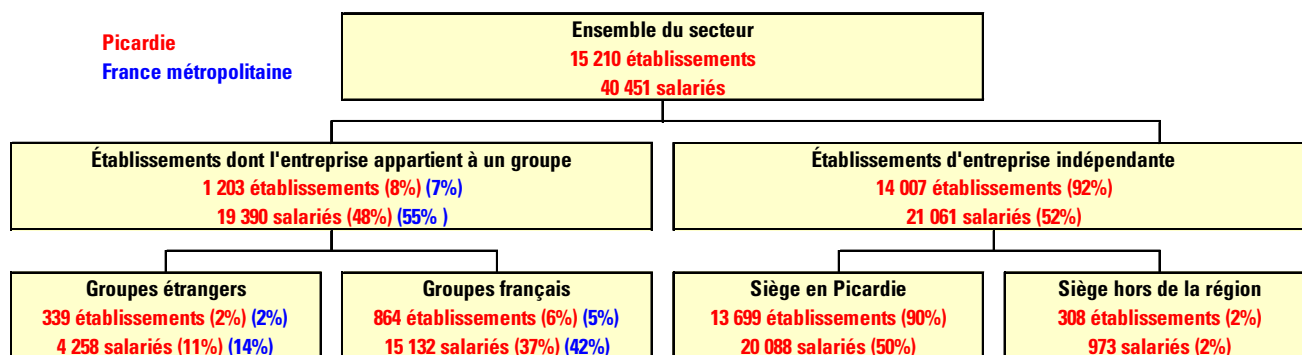 Picardie
France métropolitaine
Ensemble du secteur
15 210 établissements
40 451 salariés
Établissements dont l'entreprise appartient à un groupe
1 203 établissements (8%) (7%)
19 390 salariés (48%) (55% )
Établissements d'entreprise indépendante
14 007 établissements (92%)
21 061 salariés (52%)
Groupes étrangers
339 établissements (2%) (2%)
4 258 salariés (11%) (14%)
Groupes français
864 établissements (6%) (5%)
15 132 salariés (37%) (42%)
Siège en Picardie
13 699 établissements (90%)
20 088 salariés (50%)
Siège hors de la région
308 établissements (2%)
973 salariés (2%)